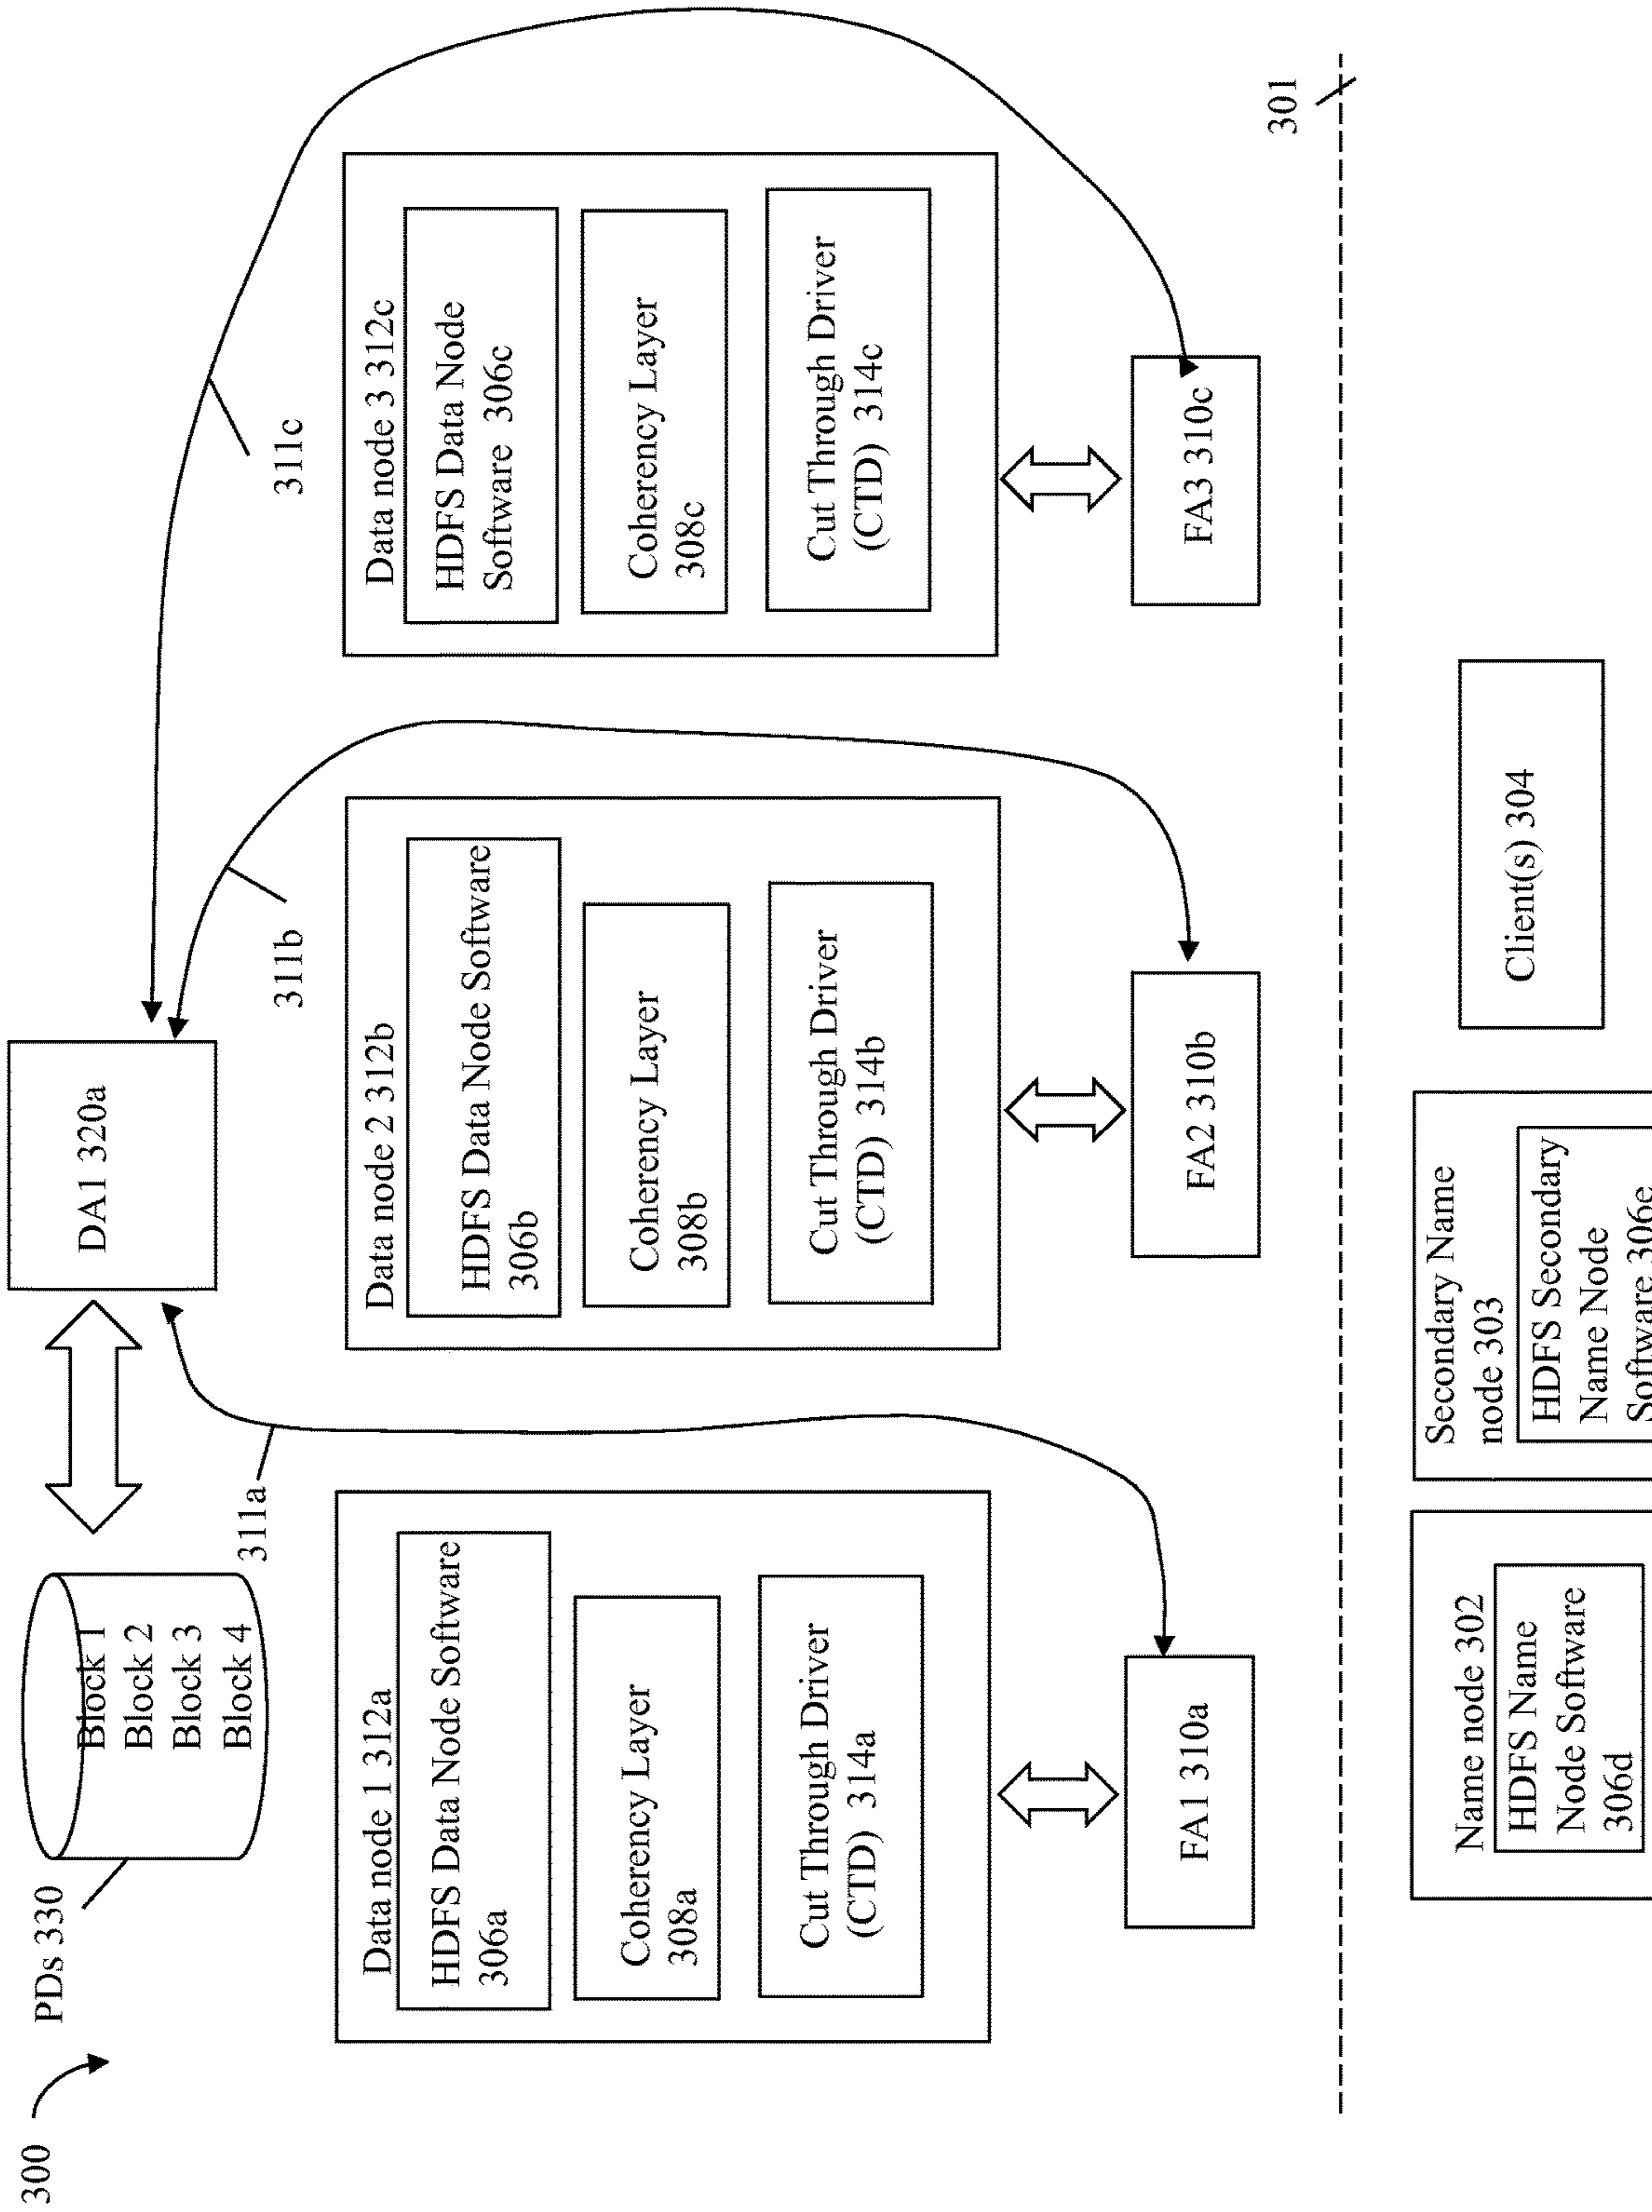 300
PDs 330
Block 1
Block 2
Block 3
Block 4
DA1 320a
311a
311b
311c
Data node 1 312a
HDFS Data Node Software
306a
Coherency Layer
308a
Cut Through Driver
(CTD) 314a
Data node 2 312b
HDFS Data Node Software
306b
Coherency Layer
308b
Cut Through Driver
(CTD) 314b
Data node 3 312c
HDFS Data Node
Software 306c
Coherency Layer
308c
Cut Through Driver
(CTD) 314c
FA1 310a
FA2 310b
FA3 310c
301
Name node 302
HDFS Name
Node Software
306d
Secondary Name
node 303
HDFS Secondary
Name Node
Software 306e
Client(s) 304